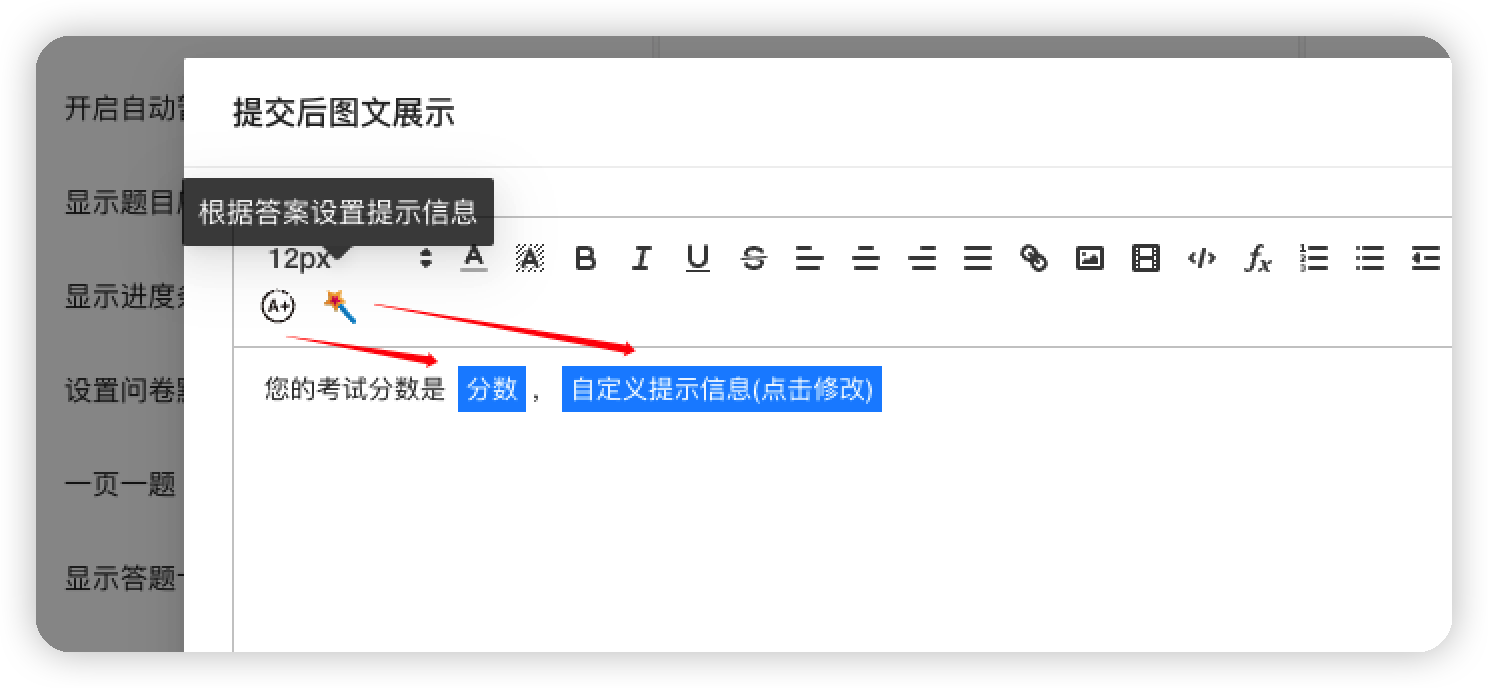 开启自动
提交后图文展示
显示题目
根据答案设置提示信息
12px
显示进度
您的考试分数是 分数 ， 自定义提示信息(点击修改)
设置问卷
一页一题
显示答题